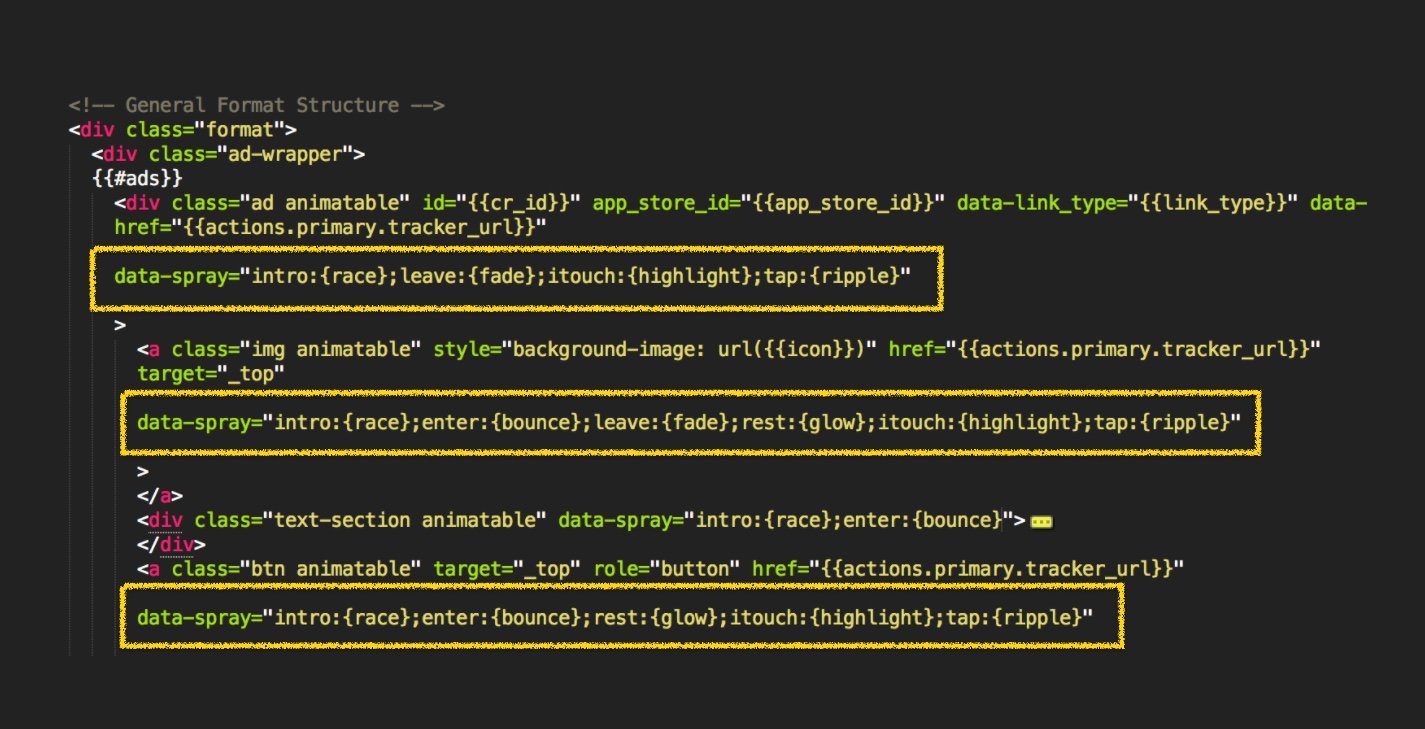 <!-- General Format Structure -->
<div class="format">
<div class="ad-wrapper">
{{#ads}}
<div class="ad animatable" id="{{cr_id}}" app_store_id="{{app_store_id}}" data-link_type="{{link_type}}" data-
href="{{actions.primary.tracker_url}}"
data-spray="intro:{race};leave:{fade};itouch:{highlight};tap:{ripple}"
>
<a class="img animatable" style="background-image: url({{icon}})" href="{{actions.primary.tracker_url}}"
target="_top"
data-spray="intro:{race};enter:{bounce};leave:{fade};rest:{glow};itouch:{highlight};tap:{ripple}"
>
</a>
<div class="text-section animatable" data-spray="intro:{race};enter:{bounce}">
</div>
<a class="btn animatable" target="_top" role="button" href="{{actions.primary.tracker_url}}"
data-spray="intro:{race};enter:{bounce};rest:{glow};itouch:{highlight};tap:{ripple}"